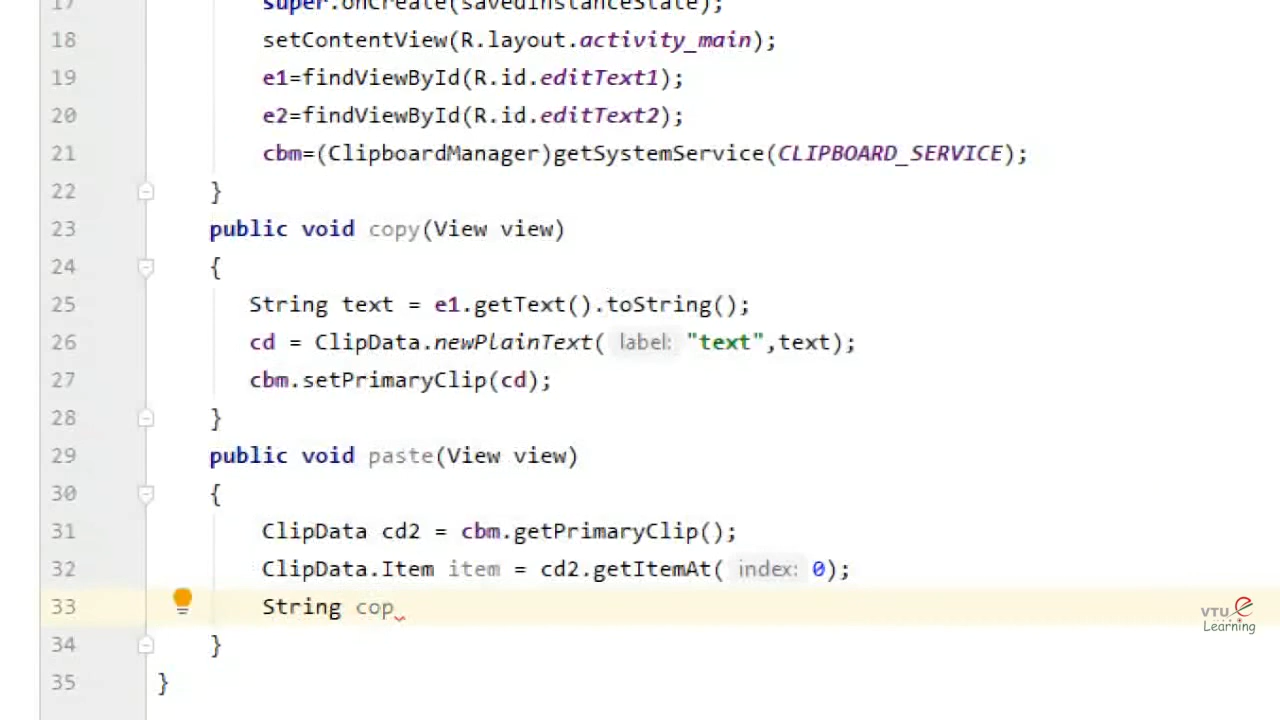 17 super.onCreate(savedInstanceState);
18 setContentView(R.layout.activity_main);
19 e1=findViewById(R.id.editText1);
20 e2=findViewById(R.id.editText2);
21 cbm=(ClipboardManager)getSystemService(CLIPBOARD_SERVICE);
22 }
23 public void copy(View view)
24 {
25 String text = e1.getText().toString();
26 cd = ClipData.newPlainText( label: "text",text);
27 cbm.setPrimaryClip(cd);
28 }
29 public void paste(View view)
30 {
31 ClipData cd2 = cbm.getPrimaryClip();
32 ClipData.Item item = cd2.getItemAt( index: 0);
33 String cop
34 }
35 }
VTU e
Learning